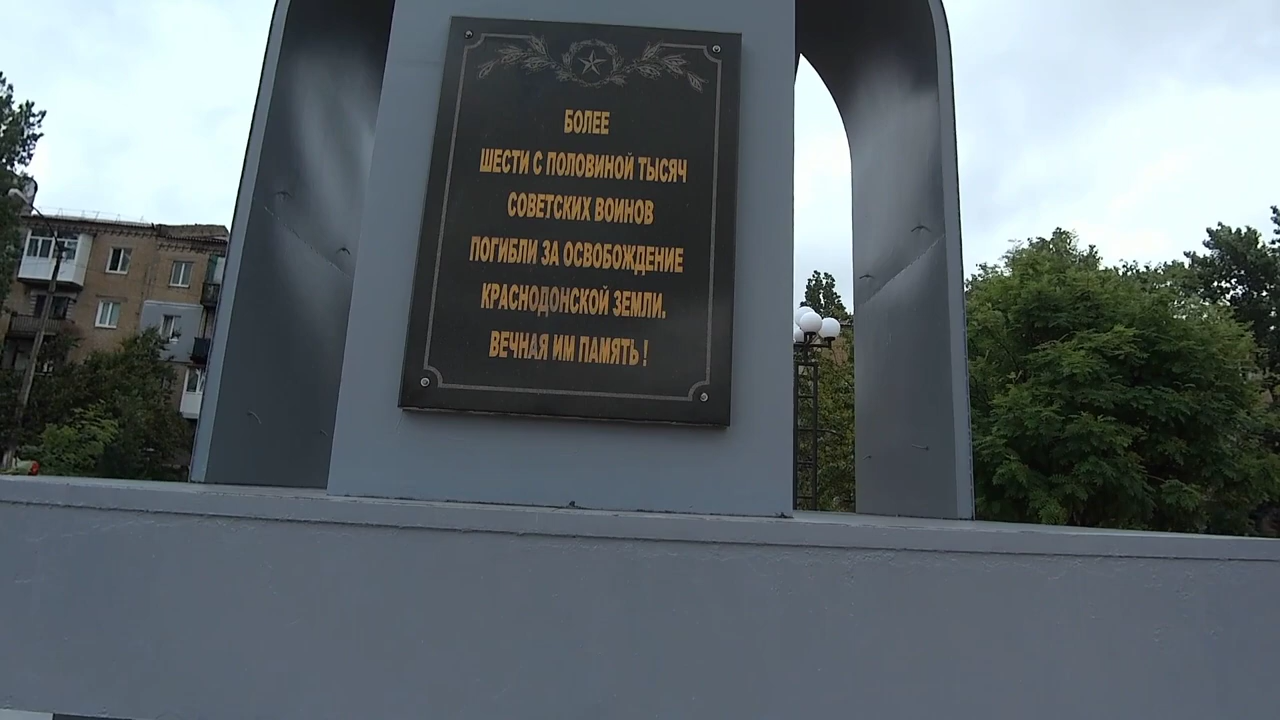 БОЛЕЕ
ШЕСТИ С ПОЛОВИНОЙ ТЫСЯЧ
СОВЕТСКИХ ВОИНОВ
ПОГИБЛИ ЗА ОСВОБОЖДЕНИЕ
КРАСНОДОНСКОЙ ЗЕМЛИ.
ВЕЧНАЯ ИМ ПАМЯТЬ !